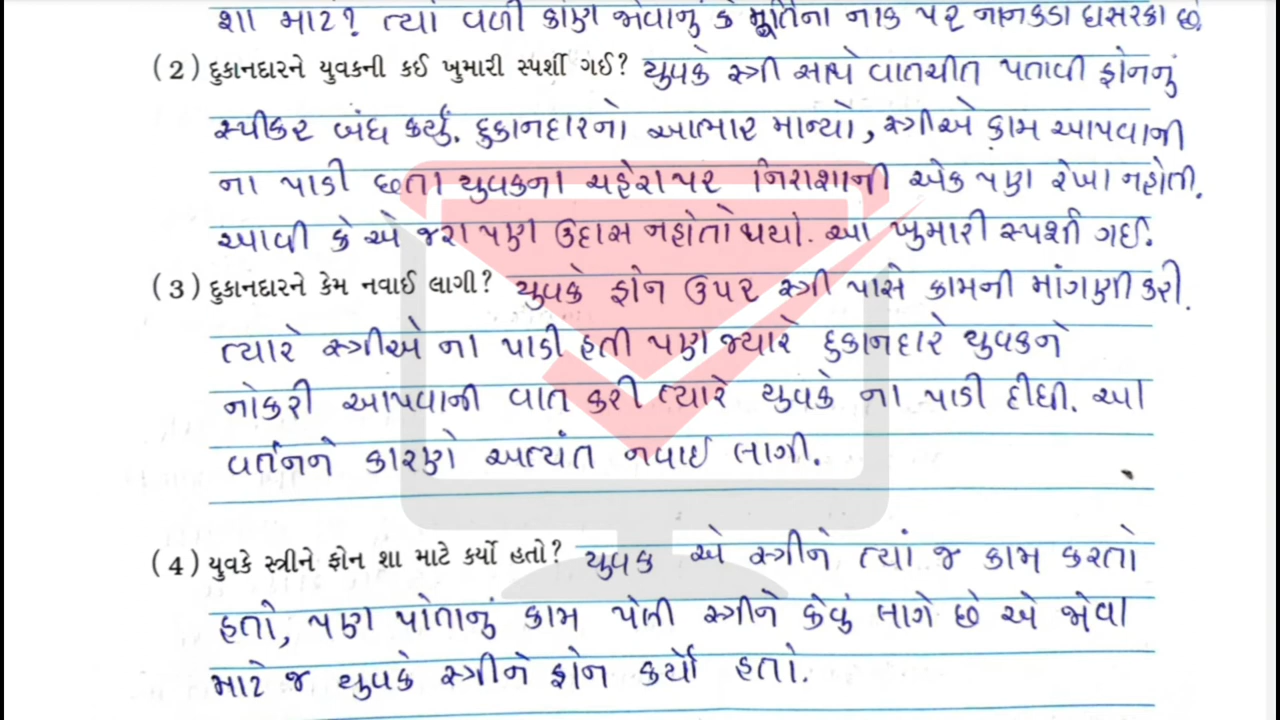 શા માટે? ત્યાં વળી કોણ જોવાનું કે મૂર્તિના નાક પર નાનકડા ઘસરકા છે.
(2) દુકાનદારને યુવકની કઈ ખુમારી સ્પર્શી ગઈ? યુવકે સ્ત્રી સાથે વાતચીત પતાવી ફોનનું
સ્પીકર બંધ કર્યું. દુકાનદારનો આભાર માન્યો, સ્ત્રીએ કામ આપવાની
ના પાડી છતા યુવકના ચહેરાપર નિરાશાની એક પણ રેખા નહોતી.
આવી કે એ જરા પણ ઉદાસ નહોતો થયો. આ ખુમારી સ્પર્શી ગઈ.
(3) દુકાનદારને કેમ નવાઈ લાગી? યુવકે ફોન ઉપર સ્ત્રી પાસે કામની માંગણી કરી.
ત્યારે સ્ત્રીએ ના પાડી હતી પણ જ્યારે દુકાનદારે યુવકને
નોકરી આપવાની વાત કરી ત્યારે યુવકે ના પાડી દીધી. આ
વર્તનને કારણે અત્યંત નવાઈ લાગી.
(4) યુવકે સ્ત્રીને ફોન શા માટે કર્યો હતો? યુવક એ સ્ત્રીને ત્યાં જ કામ કરતો
હતો, પણ પોતાનું કામ પેલી સ્ત્રીને કેવું લાગે છે એ જોવા
માટે જ યુવકે સ્ત્રીને ફોન કર્યો હતો.